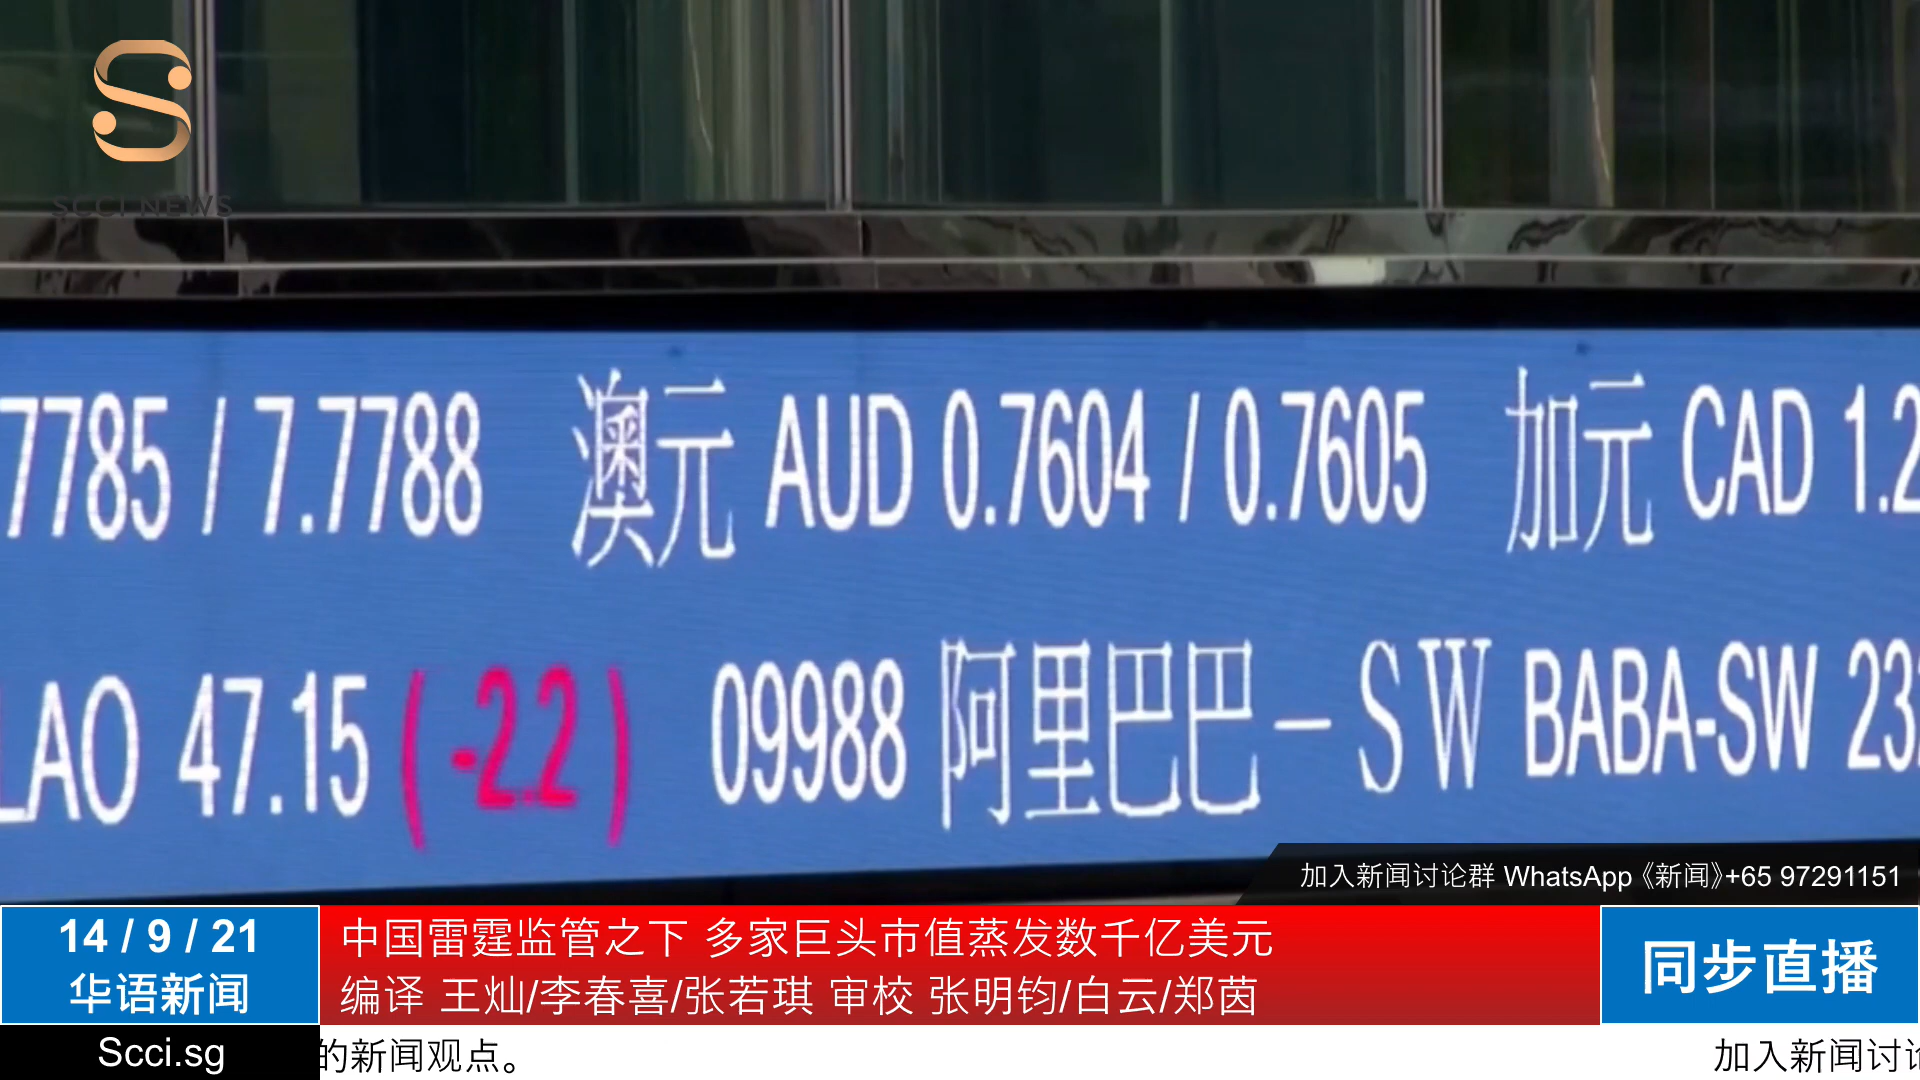 SCCI NEWS
7785 / 7.7788 澳元 AUD 0.7604 / 0.7605 加元 CAD 1.2
LAO 47.15 ( -2.2 ) 09988 阿里巴巴－ＳＷ BABA-SW 23
加入新闻讨论群 WhatsApp《新闻》+65 97291151
14 / 9 / 21
华语新闻
中国雷霆监管之下 多家巨头市值蒸发数千亿美元
编译 王灿/李春喜/张若琪 审校 张明钧/白云/郑茵
同步直播
Scci.sg
的新闻观点。 加入新闻讨论